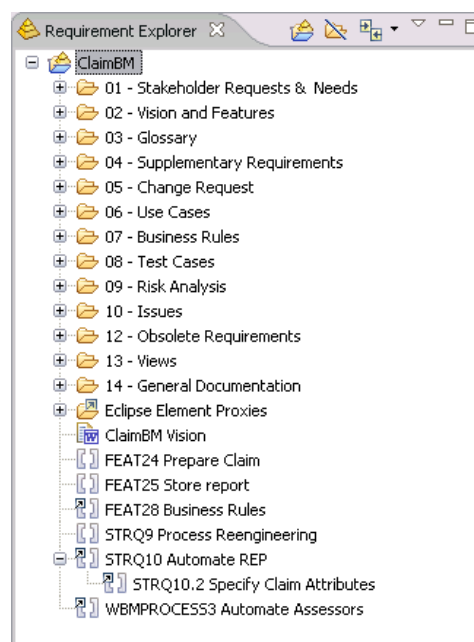 Requirement Explorer
ClaimBM
01 - Stakeholder Requests & Needs
02 - Vision and Features
03 - Glossary
04 - Supplementary Requirements
05 - Change Request
06 - Use Cases
07 - Business Rules
08 - Test Cases
09 - Risk Analysis
10 - Issues
12 - Obsolete Requirements
13 - Views
14 - General Documentation
Eclipse Element Proxies
ClaimBM Vision
FEAT24 Prepare Claim
FEAT25 Store report
FEAT28 Business Rules
STRQ9 Process Reengineering
STRQ10 Automate REP
STRQ10.2 Specify Claim Attributes
WBMPROCESS3 Automate Assessors